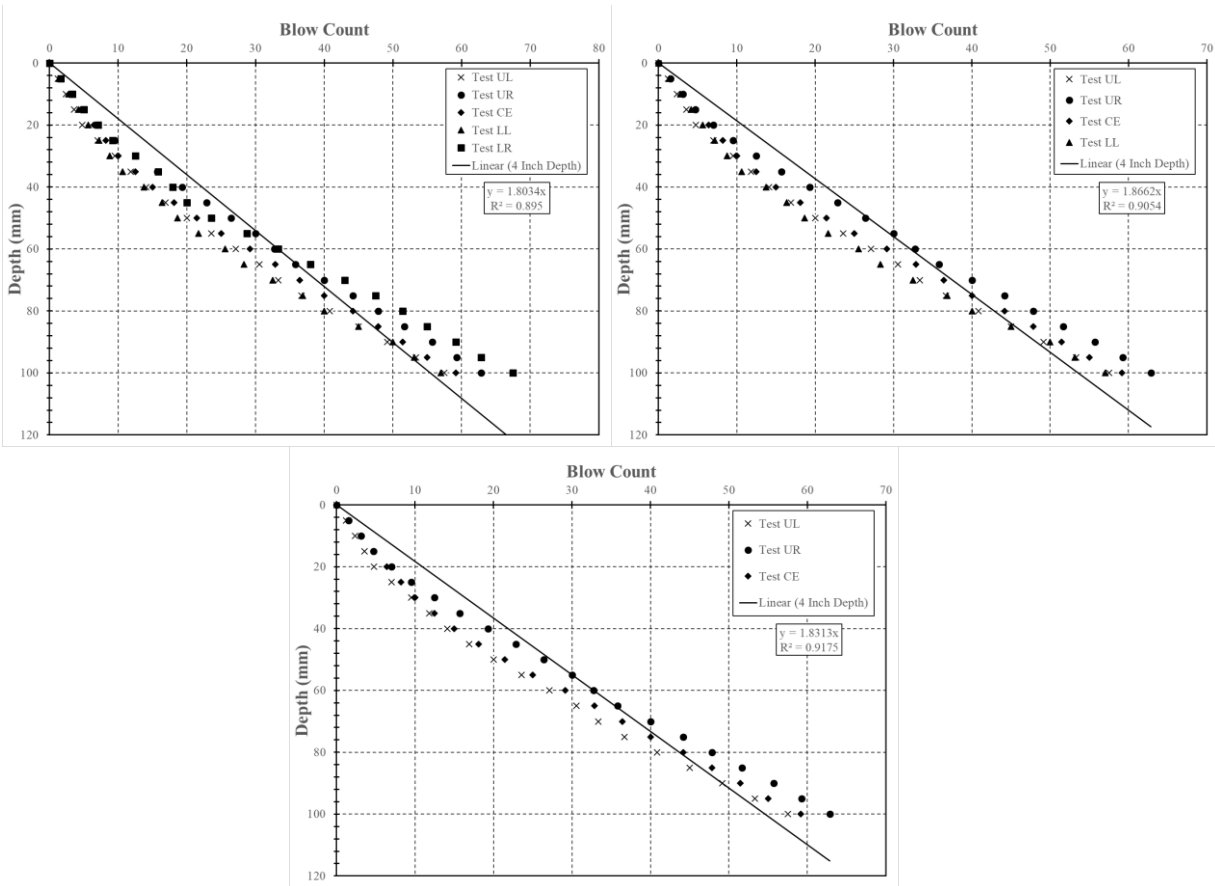 Blow Count
0 10 20 30 40 50 60 70 80
0
20
40
60
80
100
120
Depth (mm)
Test UL
Test UR
Test CE
Test LL
Test LR
Linear (4 Inch Depth)
y = 1.8034x
R² = 0.895
Blow Count
0 10 20 30 40 50 60 70
0
20
40
60
80
100
120
Depth (mm)
Test UL
Test UR
Test CE
Test LL
Linear (4 Inch Depth)
y = 1.8662x
R² = 0.9054
Blow Count
0 10 20 30 40 50 60 70
0
20
40
60
80
100
120
Depth (mm)
Test UL
Test UR
Test CE
Linear (4 Inch Depth)
y = 1.8313x
R² = 0.9175